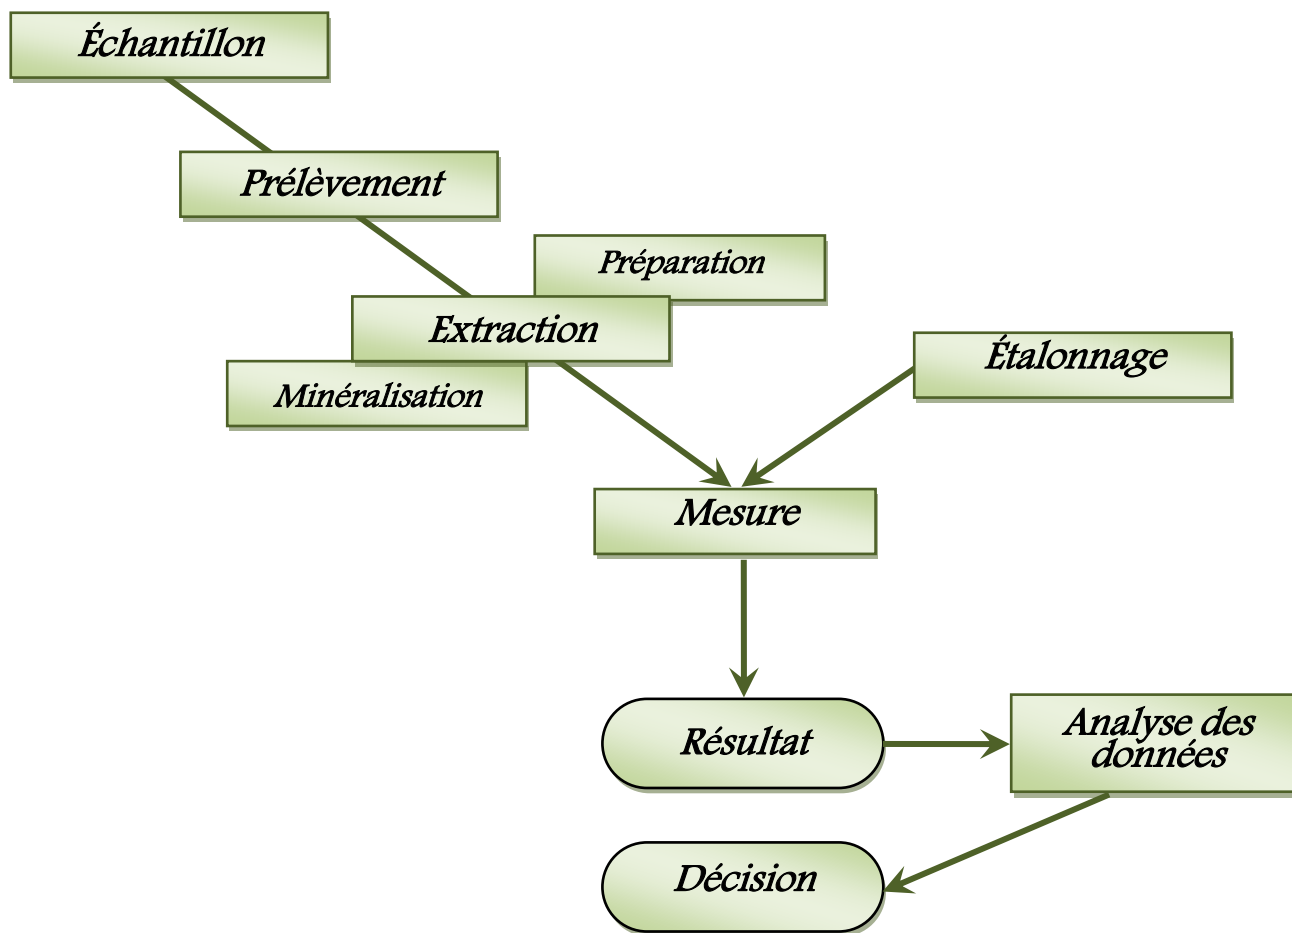 Échantillon
Prélèvement
Préparation
Extraction
Minéralisation
Étalonnage
Mesure
Résultat
Analyse des
données
Décision